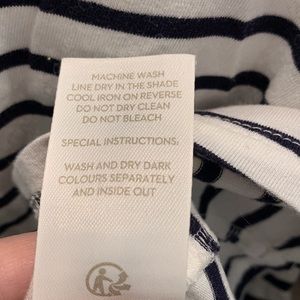 MACHINE WASH
LINE DRY IN THE SHADE
COOL IRON ON REVERSE
DO NOT DRY CLEAN
DO NOT BLEACH
SPECIAL INSTRUCTIONS:
WASH AND DRY DARK
COLOURS SEPARATELY
AND INSIDE OUT